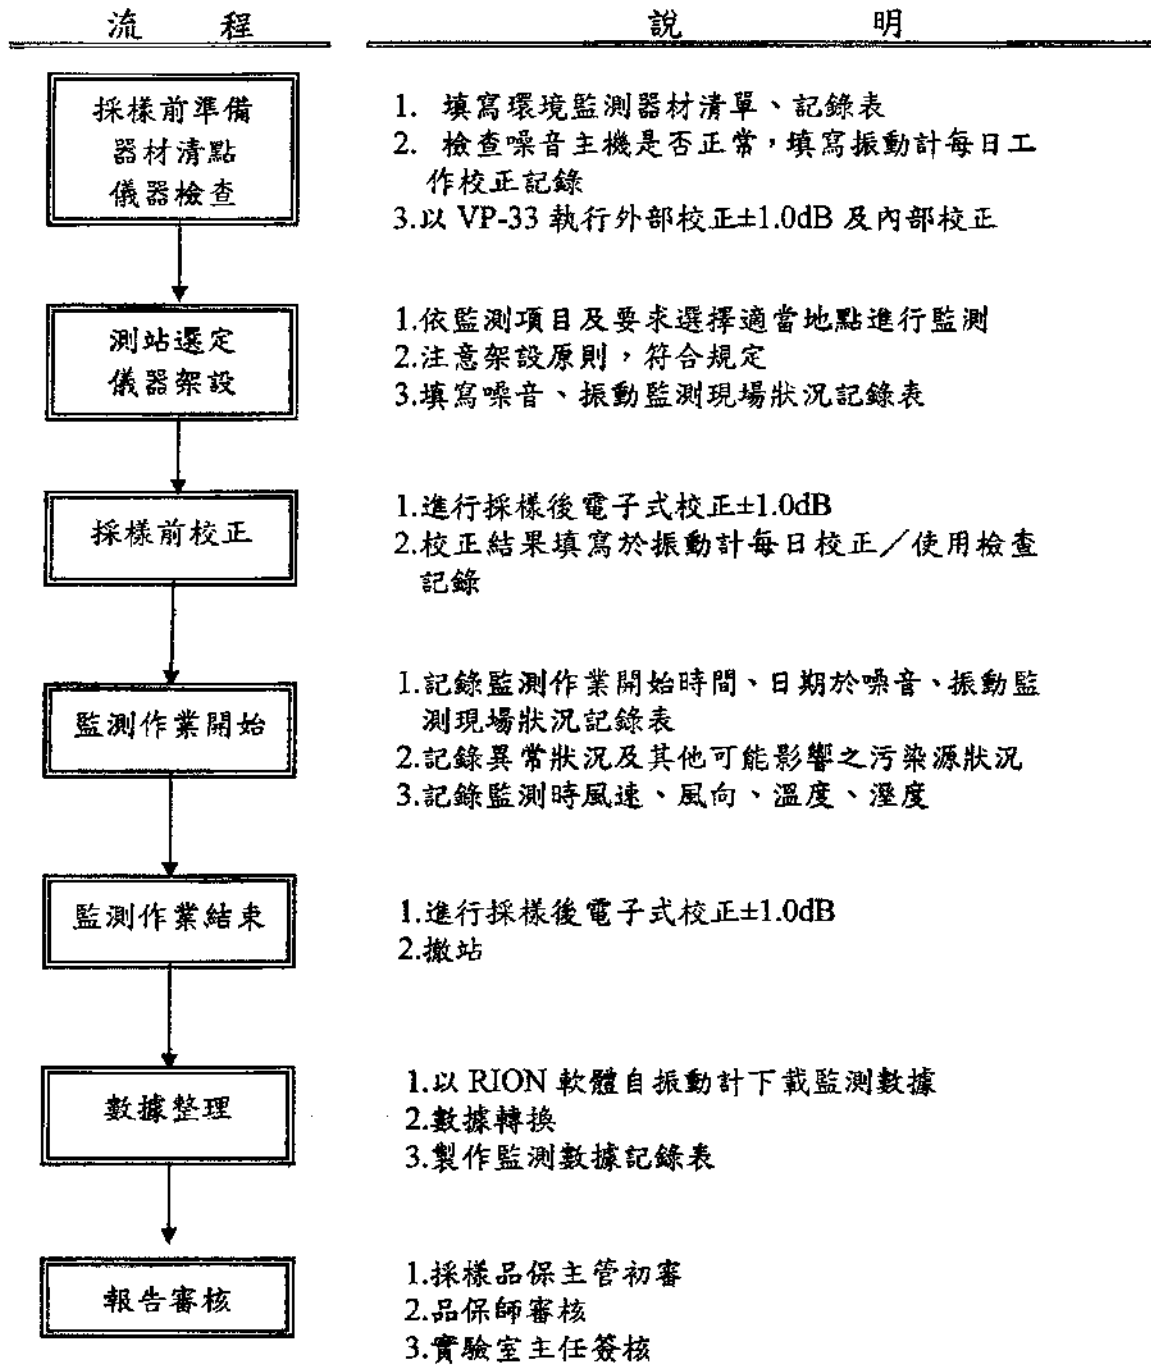 流 程
說 明
採樣前準備
器材清點
儀器檢查
1. 填寫環境監測器材清單、記錄表
2. 檢查噪音主機是否正常，填寫振動計每日工
作校正記錄
3.以 VP-33 執行外部校正±1.0dB 及內部校正
測站選定
儀器架設
1.依監測項目及要求選擇適當地點進行監測
2.注意架設原則，符合規定
3.填寫噪音、振動監測現場狀況記錄表
採樣前校正
1.進行採樣後電子式校正±1.0dB
2.校正結果填寫於振動計每日校正／使用檢查
記錄
監測作業開始
1.記錄監測作業開始時間、日期於噪音、振動監
測現場狀況記錄表
2.記錄異常狀況及其他可能影響之污染源狀況
3.記錄監測時風速、風向、溫度、溼度
監測作業結束
1.進行採樣後電子式校正±1.0dB
2.撤站
數據整理
1.以 RION 軟體自振動計下載監測數據
2.數據轉換
3.製作監測數據記錄表
報告審核
1.採樣品保主管初審
2.品保師審核
3.實驗室主任簽核